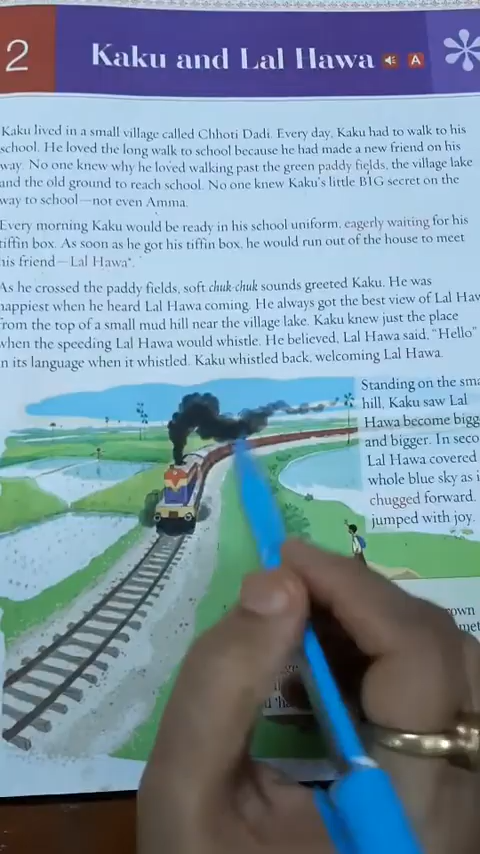 2
Kaku and Lal Hawa
A
Kaku lived in a small village called Chhoti Dadi. Every day, Kaku had to walk to his
school. He loved the long walk to school because he had made a new friend on his
way. No one knew why he loved walking past the green paddy fields, the village lake
and the old ground to reach school. No one knew Kaku's little BIG secret on the
way to school—not even Amma.
Every morning Kaku would be ready in his school uniform, eagerly waiting for his
tiffin box. As soon as he got his tiffin box, he would run out of the house to meet
his friend—Lal Hawa*.
As he crossed the paddy fields, soft chuk-chuk sounds greeted Kaku. He was
happiest when he heard Lal Hawa coming. He always got the best view of Lal Haw
from the top of a small mud hill near the village lake. Kaku knew just the place
when the speeding Lal Hawa would whistle. He believed, Lal Hawa said, "Hello"
n its language when it whistled. Kaku whistled back, welcoming Lal Hawa.
Standing on the sma
hill, Kaku saw Lal
Hawa become bigg
and bigger. In seco
Lal Hawa covered
whole blue sky as i
chugged forward.
jumped with joy.
rown
met